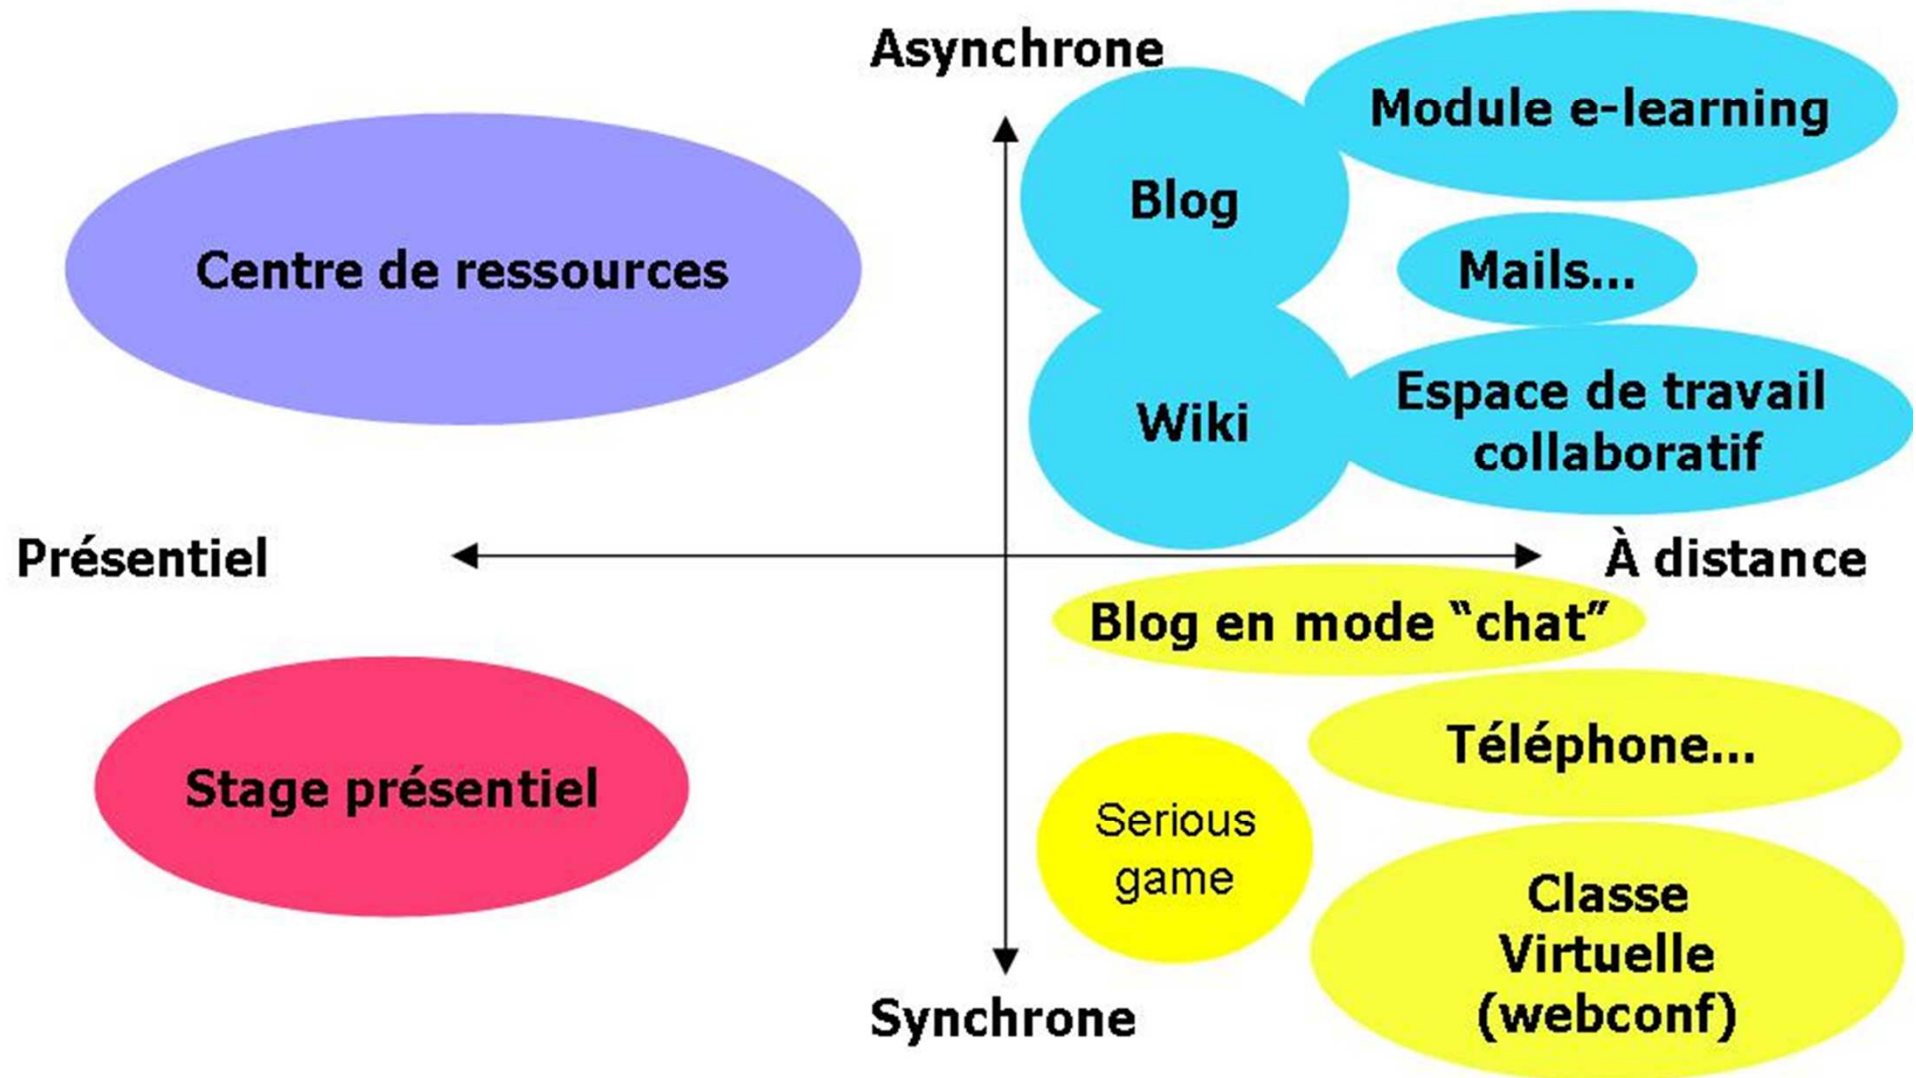 Asynchrone
Module e-learning
Blog
Mails...
Centre de ressources
Espace de travail
collaboratif
Wiki
Présentiel
À distance
Blog en mode “chat”
Téléphone...
Stage présentiel
Serious
game
Classe
Virtuelle
(webconf)
Synchrone